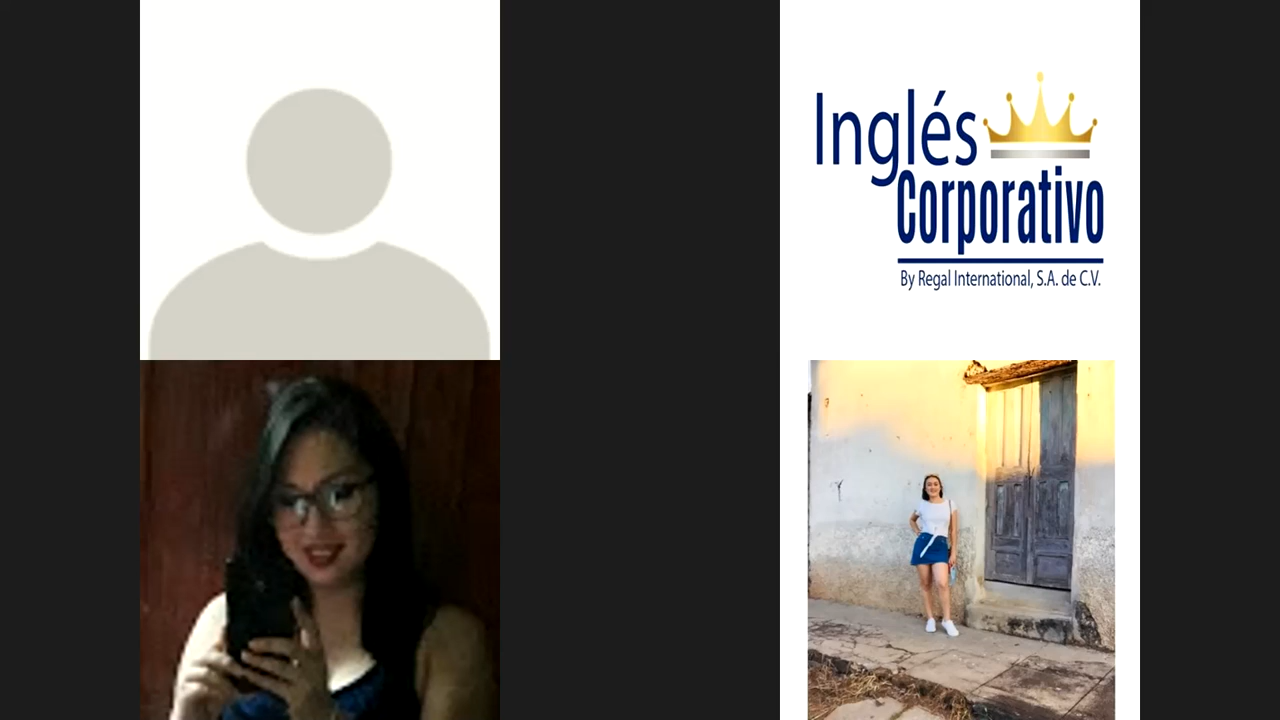 Inglés
Corporativo
By Regal International, S.A. de C.V.